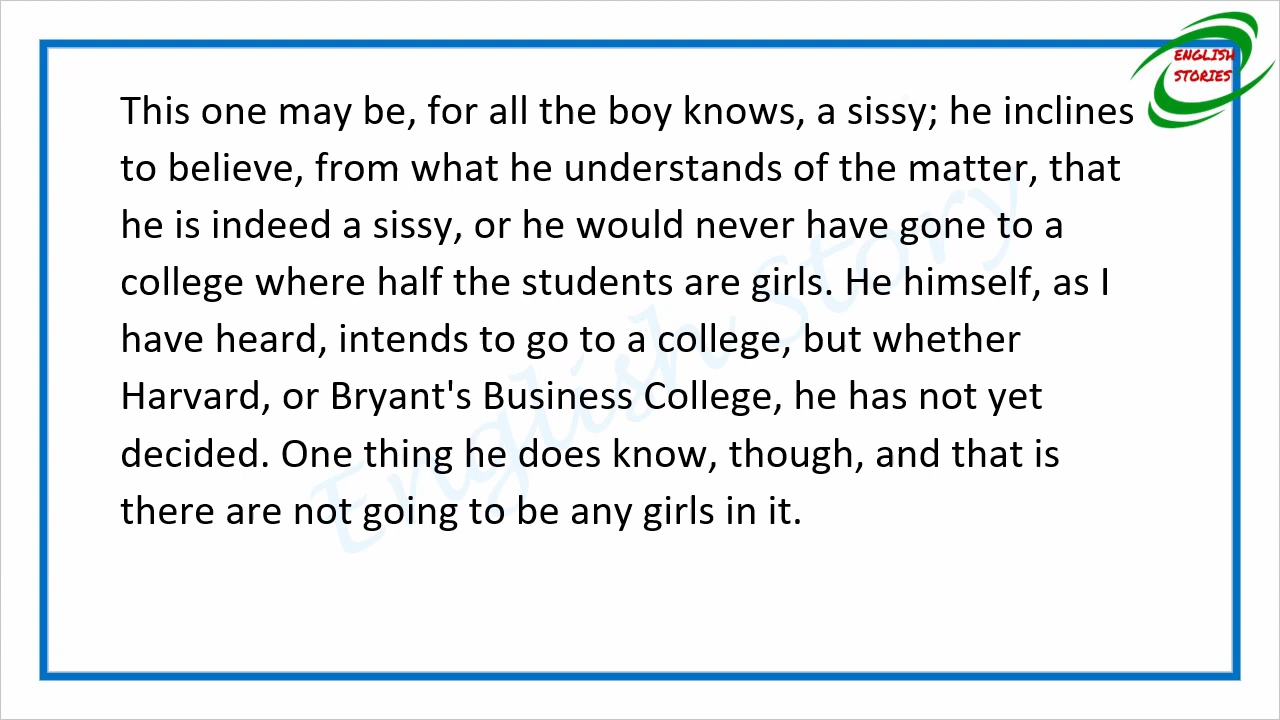 ENGLISH
STORIES
This one may be, for all the boy knows, a sissy; he inclines
to believe, from what he understands of the matter, that
he is indeed a sissy, or he would never have gone to a
college where half the students are girls. He himself, as I
have heard, intends to go to a college, but whether
Harvard, or Bryant's Business College, he has not yet
decided. One thing he does know, though, and that is
there are not going to be any girls in it.
English Story